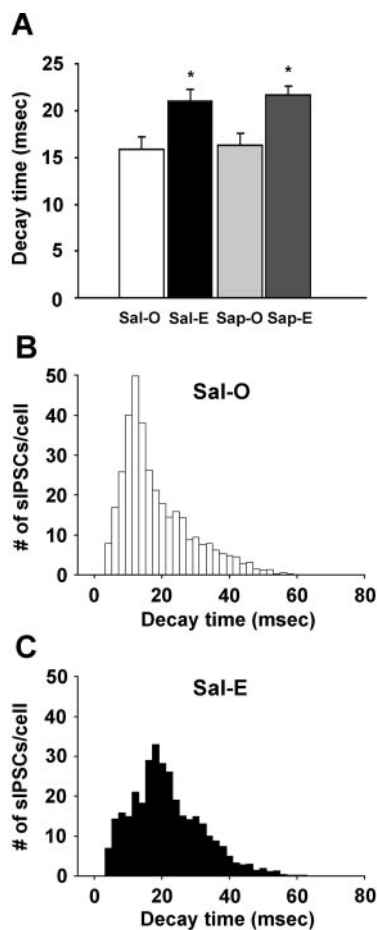 A
Decay time (msec)
25
20
15
10
5
0
*
*
Sal-O Sal-E Sap-O Sap-E
B
Sal-O
# of sIPSCs/cell
50
40
30
20
10
0
0 20 40 60 80
Decay time (msec)
C
Sal-E
# of sIPSCs/cell
50
40
30
20
10
0
0 20 40 60 80
Decay time (msec)